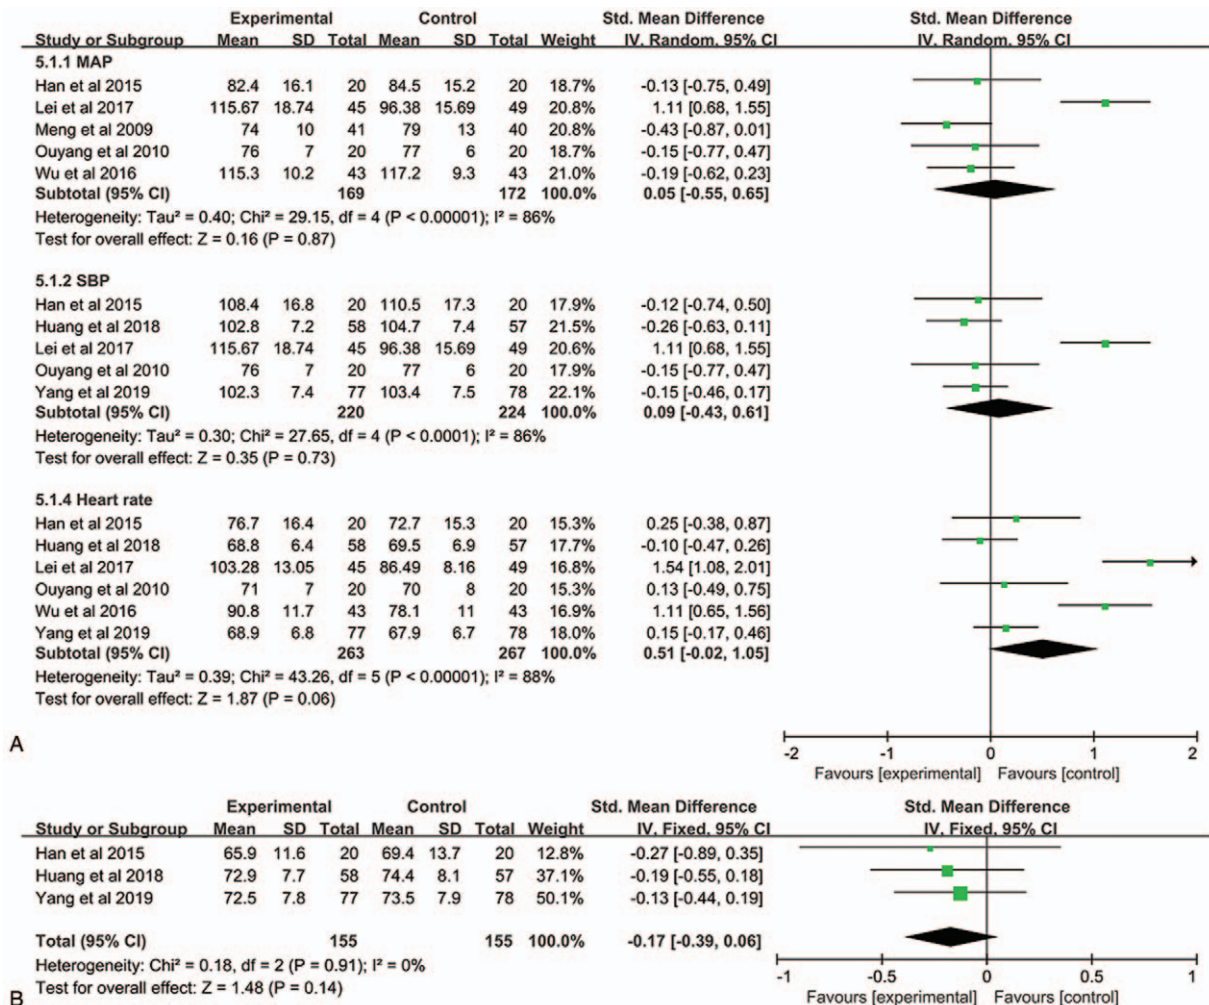 Experimental Control Std. Mean Difference Std. Mean Difference
Study or Subgroup Mean SD Total Mean SD Total Weight IV. Random. 95% CI IV. Random. 95% CI
5.1.1 MAP
Han et al 2015 82.4 16.1 20 84.5 15.2 20 18.7% -0.13 [-0.75, 0.49]
Lei et al 2017 115.67 18.74 45 96.38 15.69 49 20.8% 1.11 [0.68, 1.55]
Meng et al 2009 74 10 41 79 13 40 20.8% -0.43 [-0.87, 0.01]
Ouyang et al 2010 76 7 20 77 6 20 18.7% -0.15 [-0.77, 0.47]
Wu et al 2016 115.3 10.2 43 117.2 9.3 43 21.0% -0.19 [-0.62, 0.23]
Subtotal (95% CI) 169 172 100.0% 0.05 [-0.55, 0.65]
Heterogeneity: Tau² = 0.40; Chi² = 29.15, df = 4 (P < 0.00001); I² = 86%
Test for overall effect: Z = 0.16 (P = 0.87)
5.1.2 SBP
Han et al 2015 108.4 16.8 20 110.5 17.3 20 17.9% -0.12 [-0.74, 0.50]
Huang et al 2018 102.8 7.2 58 104.7 7.4 57 21.5% -0.26 [-0.63, 0.11]
Lei et al 2017 115.67 18.74 45 96.38 15.69 49 20.6% 1.11 [0.68, 1.55]
Ouyang et al 2010 76 7 20 77 6 20 17.9% -0.15 [-0.77, 0.47]
Yang et al 2019 102.3 7.4 77 103.4 7.5 78 22.1% -0.15 [-0.46, 0.17]
Subtotal (95% CI) 220 224 100.0% 0.09 [-0.43, 0.61]
Heterogeneity: Tau² = 0.30; Chi² = 27.65, df = 4 (P < 0.0001); I² = 86%
Test for overall effect: Z = 0.35 (P = 0.73)
5.1.4 Heart rate
Han et al 2015 76.7 16.4 20 72.7 15.3 20 15.3% 0.25 [-0.38, 0.87]
Huang et al 2018 68.8 6.4 58 69.5 6.9 57 17.7% -0.10 [-0.47, 0.26]
Lei et al 2017 103.28 13.05 45 86.49 8.16 49 16.8% 1.54 [1.08, 2.01]
Ouyang et al 2010 71 7 20 70 8 20 15.3% 0.13 [-0.49, 0.75]
Wu et al 2016 90.8 11.7 43 78.1 11 43 16.9% 1.11 [0.65, 1.56]
Yang et al 2019 68.9 6.8 77 67.9 6.7 78 18.0% 0.15 [-0.17, 0.46]
Subtotal (95% CI) 263 267 100.0% 0.51 [-0.02, 1.05]
Heterogeneity: Tau² = 0.39; Chi² = 43.26, df = 5 (P < 0.00001); I² = 88%
Test for overall effect: Z = 1.87 (P = 0.06)
A
-2 -1 0 1 2
Favours [experimental] Favours [control]
Experimental Control Std. Mean Difference Std. Mean Difference
Study or Subgroup Mean SD Total Mean SD Total Weight IV. Fixed. 95% CI IV. Fixed. 95% CI
Han et al 2015 65.9 11.6 20 69.4 13.7 20 12.8% -0.27 [-0.89, 0.35]
Huang et al 2018 72.9 7.7 58 74.4 8.1 57 37.1% -0.19 [-0.55, 0.18]
Yang et al 2019 72.5 7.8 77 73.5 7.9 78 50.1% -0.13 [-0.44, 0.19]
Total (95% CI) 155 155 100.0% -0.17 [-0.39, 0.06]
Heterogeneity: Chi² = 0.18, df = 2 (P = 0.91); I² = 0%
Test for overall effect: Z = 1.48 (P = 0.14)
B
-1 -0.5 0 0.5 1
Favours [experimental] Favours [control]